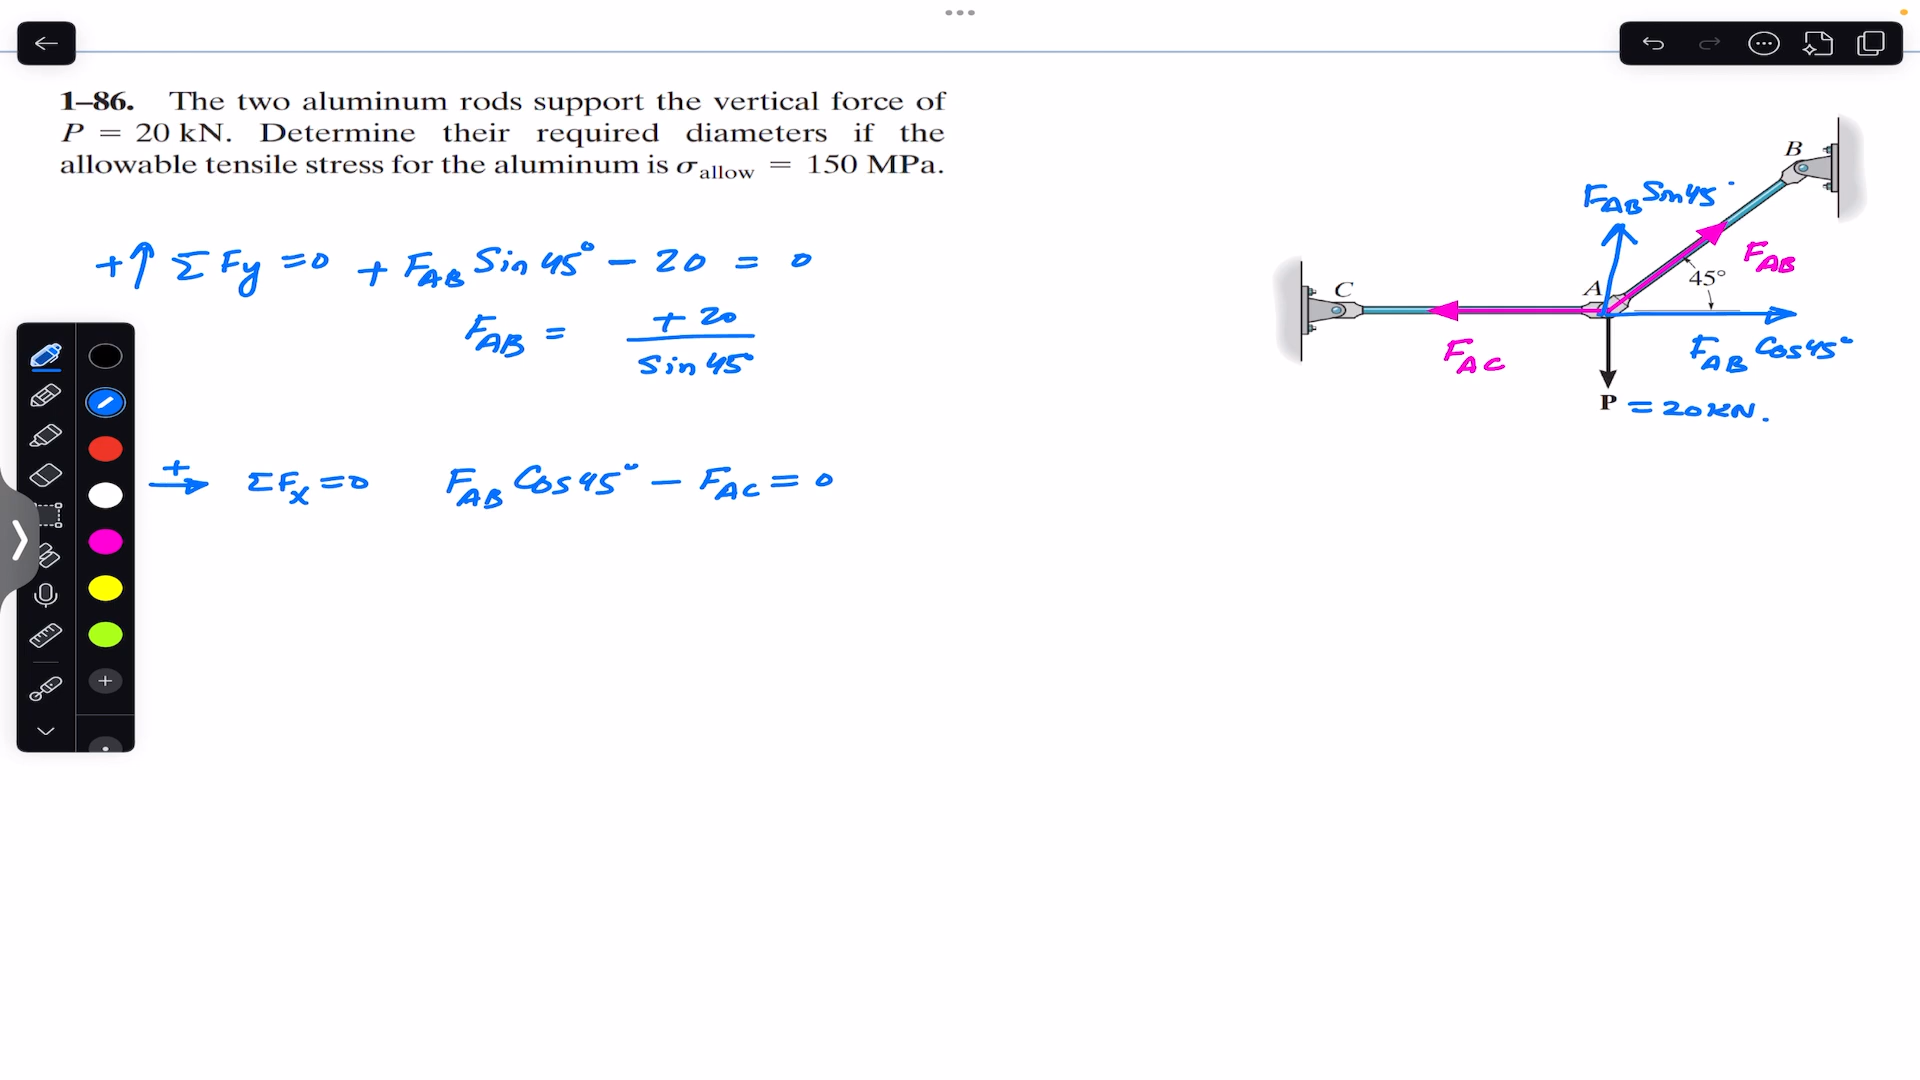 1–86. The two aluminum rods support the vertical force of
P = 20 kN. Determine their required diameters if the
allowable tensile stress for the aluminum is σallow = 150 MPa.
+↑ ΣFy = 0 + FAB Sin 45° - 20 = 0
FAB = +20 / Sin 45°
+→ ΣFx = 0 FAB Cos 45° - FAC = 0
B
FAB Sin 45°
FAB
45°
C
A
FAC
FAB Cos 45°
P = 20 KN.